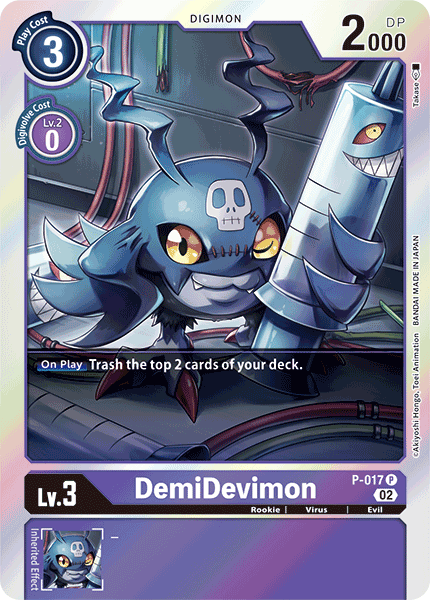 Play Cost
3
DIGIMON
DP
2000
Digivolve Cost
Lv.2
0
Takase
©Akiyoshi Hongo, Toei Animation BANDAI MADE IN JAPAN
On Play Trash the top 2 cards of your deck.
Lv.3
DemiDevimon
P-017 P
02
Rookie | Virus | Evil
Inherited Effect
–